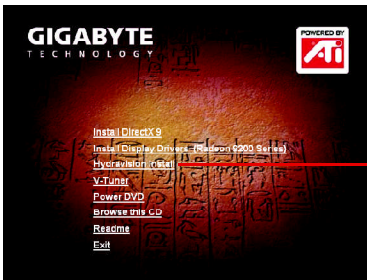 GIGABYTE
TECHNOLOGY
POWERED BY
ATi
Install DirectX 9
Install Display Drivers (Radeon 9200 Series)
Hydravision Install
V-Tuner
Power DVD
Browse this CD
Readme
Exit